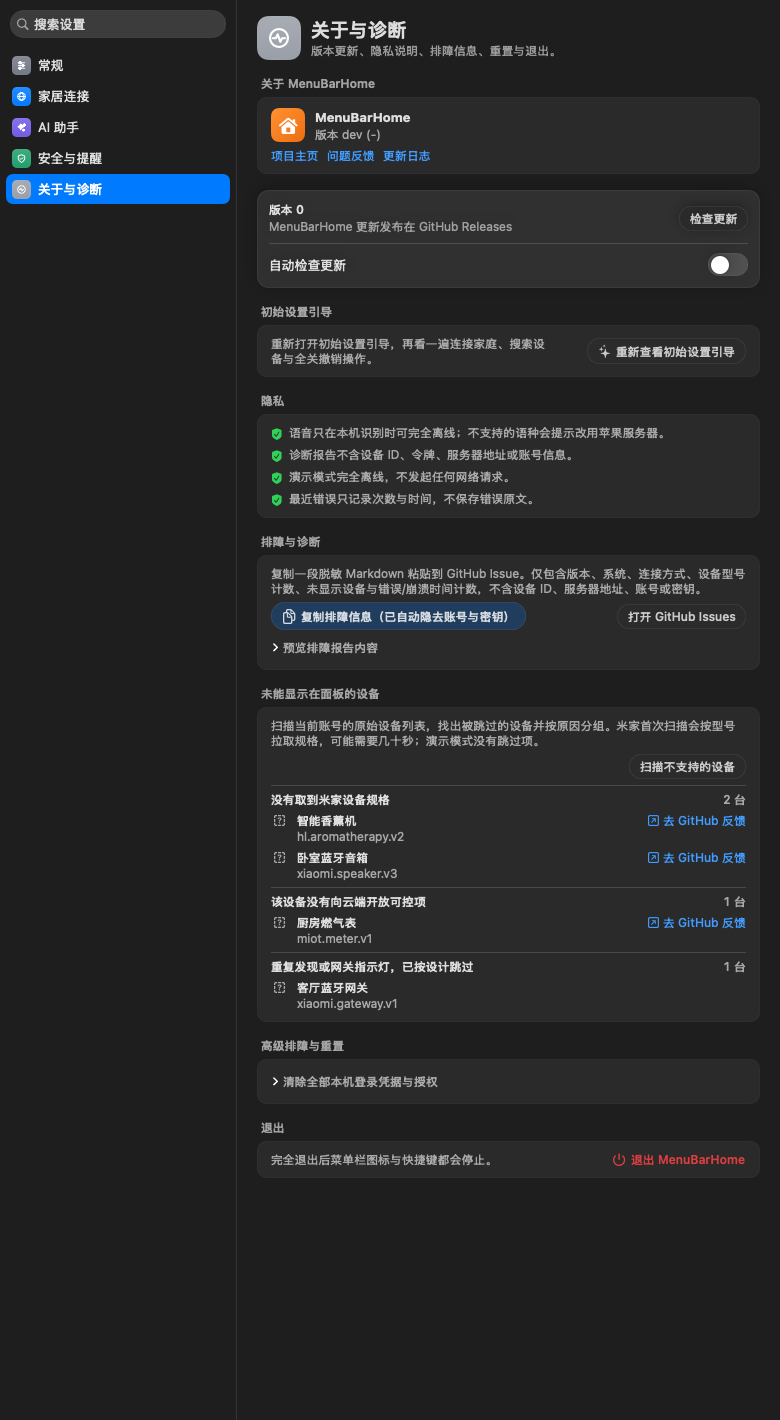 搜索设置
常规
家居连接
AI 助手
安全与提醒
关于与诊断
关于与诊断
版本更新、隐私说明、排障信息、重置与退出。
关于 MenuBarHome
MenuBarHome
版本 dev (-)
项目主页 问题反馈 更新日志
版本 0
MenuBarHome 更新发布在 GitHub Releases
检查更新
自动检查更新
初始设置引导
重新打开初始设置引导，再看一遍连接家庭、搜索设
备与全关撤销操作。
重新查看初始设置引导
隐私
语音只在本机识别时可完全离线；不支持的语种会提示改用苹果服务器。
诊断报告不含设备 ID、令牌、服务器地址或账号信息。
演示模式完全离线，不发起任何网络请求。
最近错误只记录次数与时间，不保存错误原文。
排障与诊断
复制一段脱敏 Markdown 粘贴到 GitHub Issue。仅包含版本、系统、连接方式、设备型号
计数、未显示设备与错误/崩溃时间计数，不含设备 ID、服务器地址、账号或密钥。
复制排障信息（已自动隐去账号与密钥）
打开 GitHub Issues
预览排障报告内容
未能显示在面板的设备
扫描当前账号的原始设备列表，找出被跳过的设备并按原因分组。米家首次扫描会按型号
拉取规格，可能需要几十秒；演示模式没有跳过项。
扫描不支持的设备
没有取到米家设备规格 2 台
智能香薰机 去 GitHub 反馈
hl.aromatherapy.v2
卧室蓝牙音箱 去 GitHub 反馈
xiaomi.speaker.v3
该设备没有向云端开放可控项 1 台
厨房燃气表 去 GitHub 反馈
miot.meter.v1
重复发现或网关指示灯，已按设计跳过 1 台
客厅蓝牙网关
xiaomi.gateway.v1
高级排障与重置
清除全部本机登录凭据与授权
退出
完全退出后菜单栏图标与快捷键都会停止。
退出 MenuBarHome